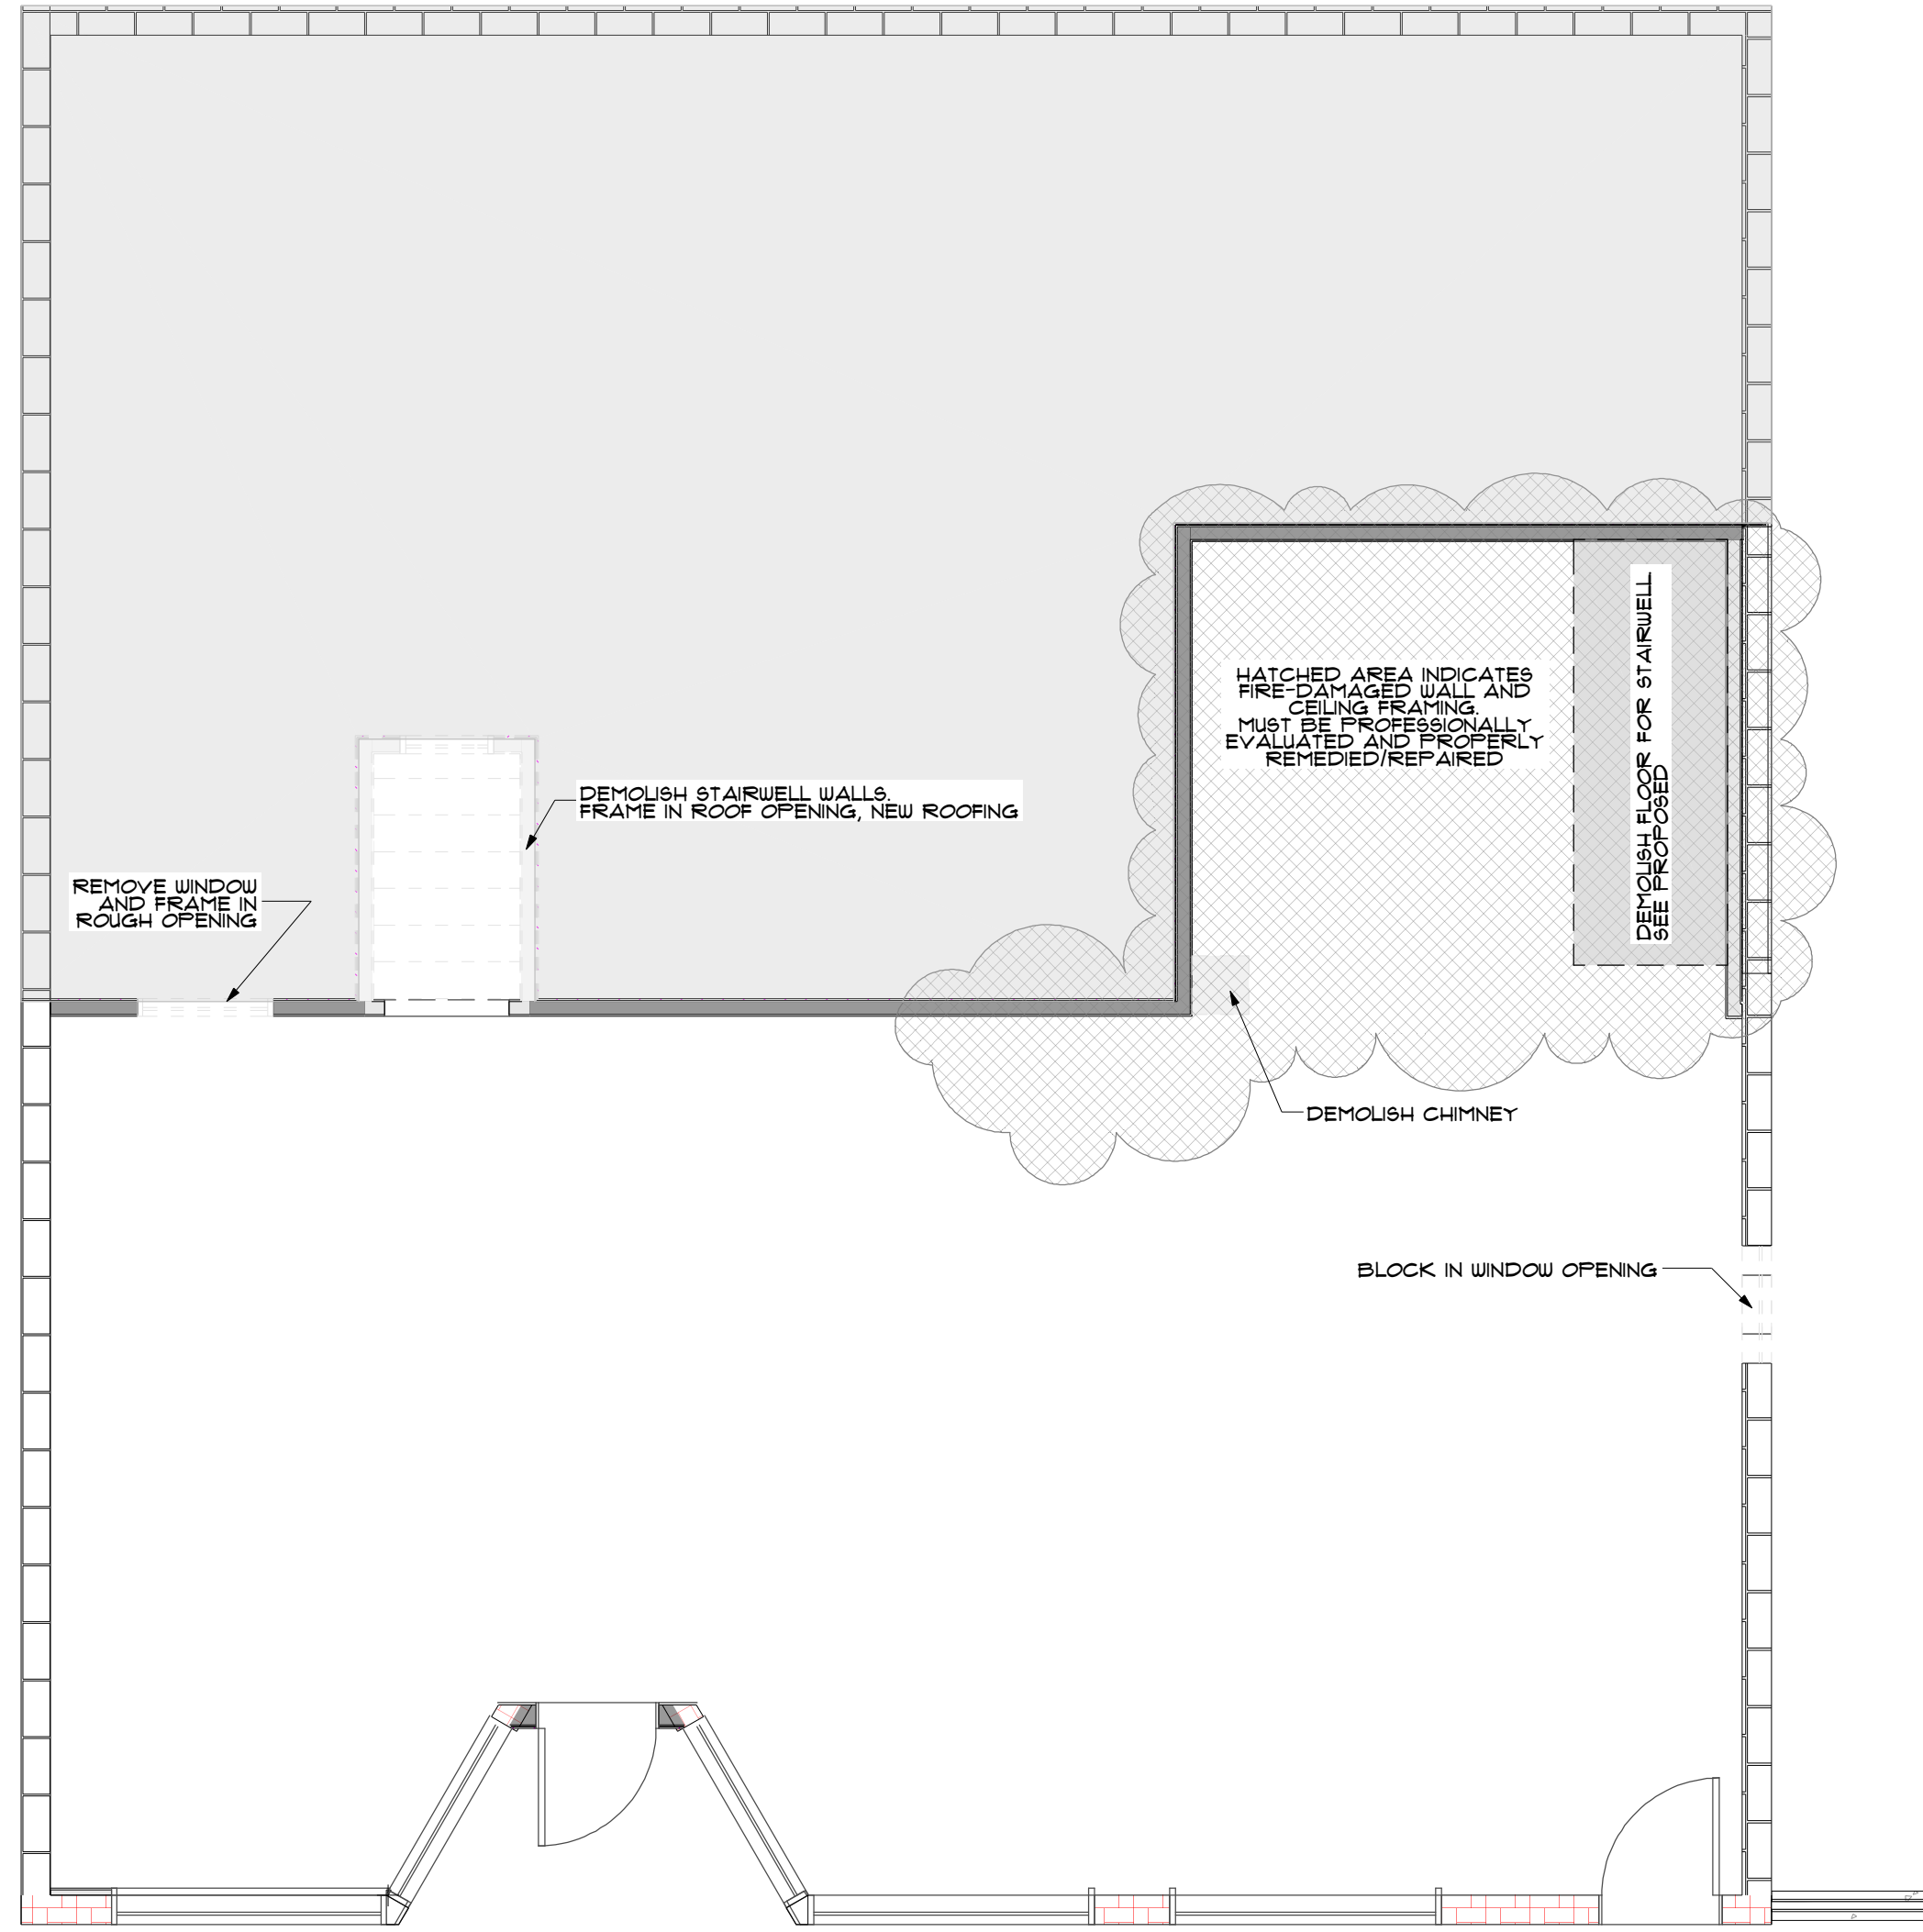 HATCHED AREA INDICATES
FIRE-DAMAGED WALL AND
CEILING FRAMING.
MUST BE PROFESSIONALLY
EVALUATED AND PROPERLY
REMEDIED/REPAIRED
DEMOLISH FLOOR FOR STAIRWELL.
SEE PROPOSED
DEMOLISH STAIRWELL WALLS.
FRAME IN ROOF OPENING, NEW ROOFING
REMOVE WINDOW
AND FRAME IN
ROUGH OPENING
DEMOLISH CHIMNEY
BLOCK IN WINDOW OPENING